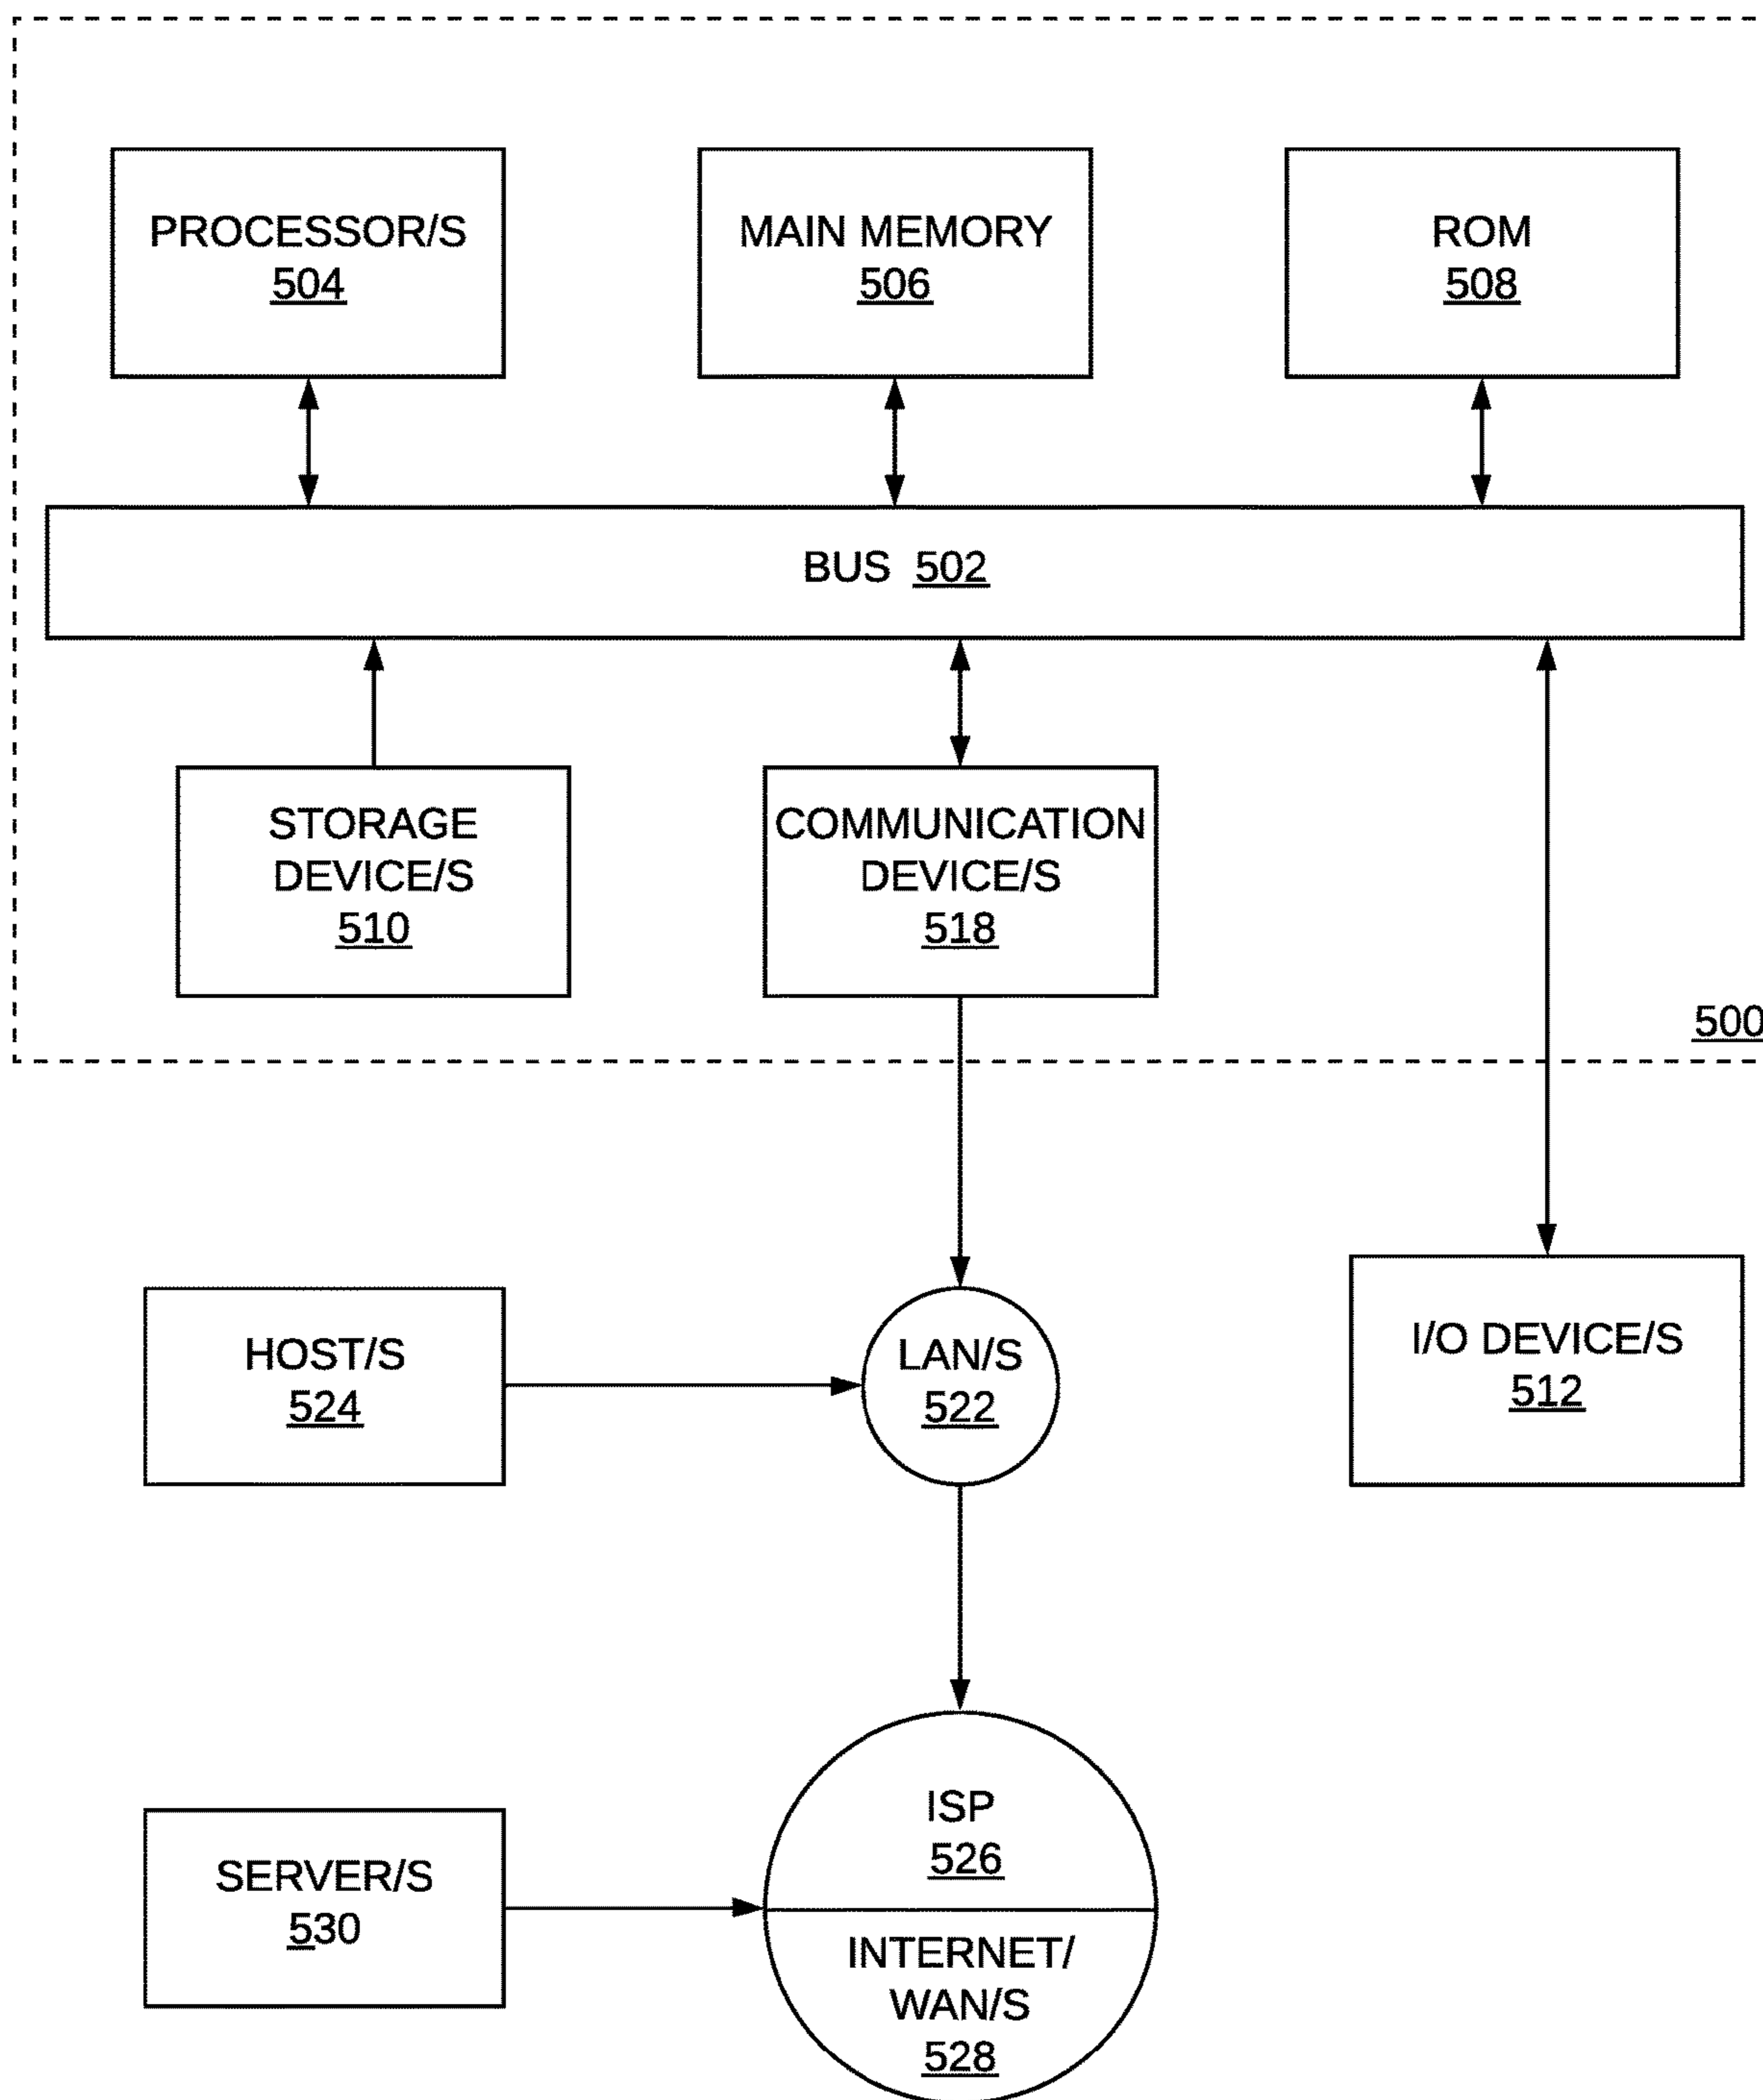 PROCESSOR/S
504
MAIN MEMORY
506
ROM
508
BUS 502
STORAGE
DEVICE/S
510
COMMUNICATION
DEVICE/S
518
500
HOST/S
524
LAN/S
522
I/O DEVICE/S
512
ISP
526
SERVER/S
530
INTERNET/
WAN/S
528